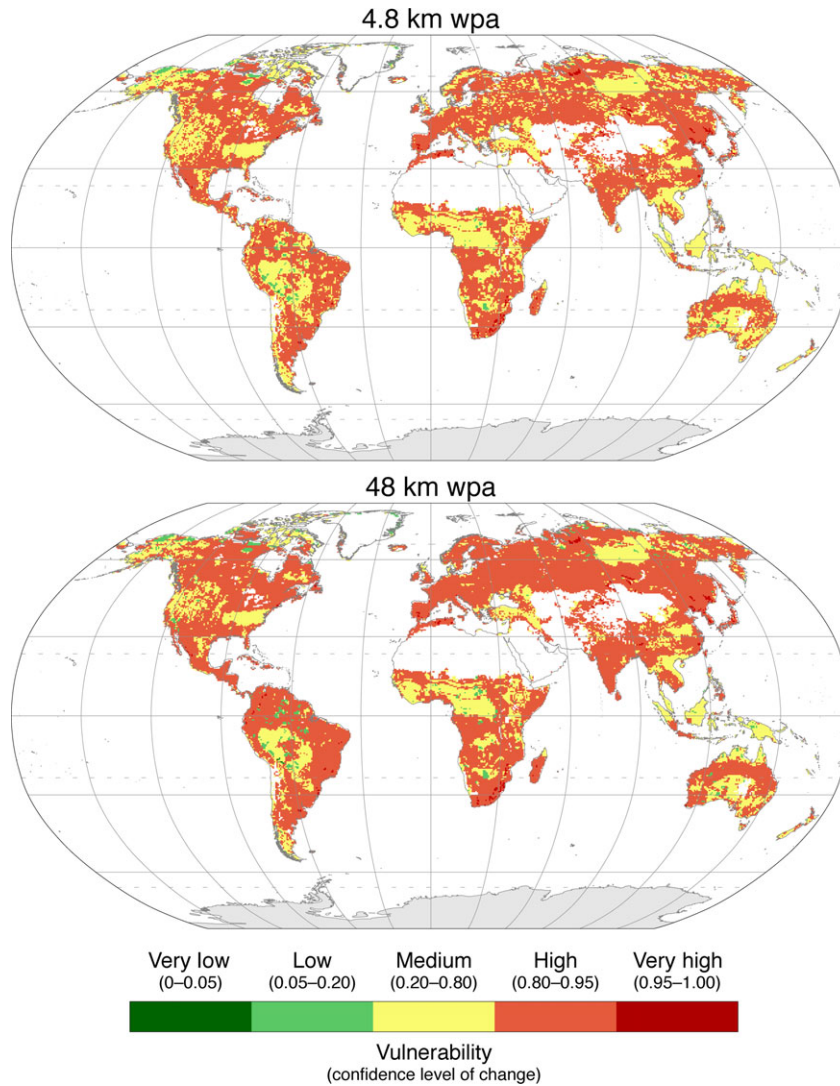 4.8 km wpa
48 km wpa
Very low Low Medium High Very high
(0–0.05) (0.05–0.20) (0.20–0.80) (0.80–0.95) (0.95–1.00)
Vulnerability
(confidence level of change)